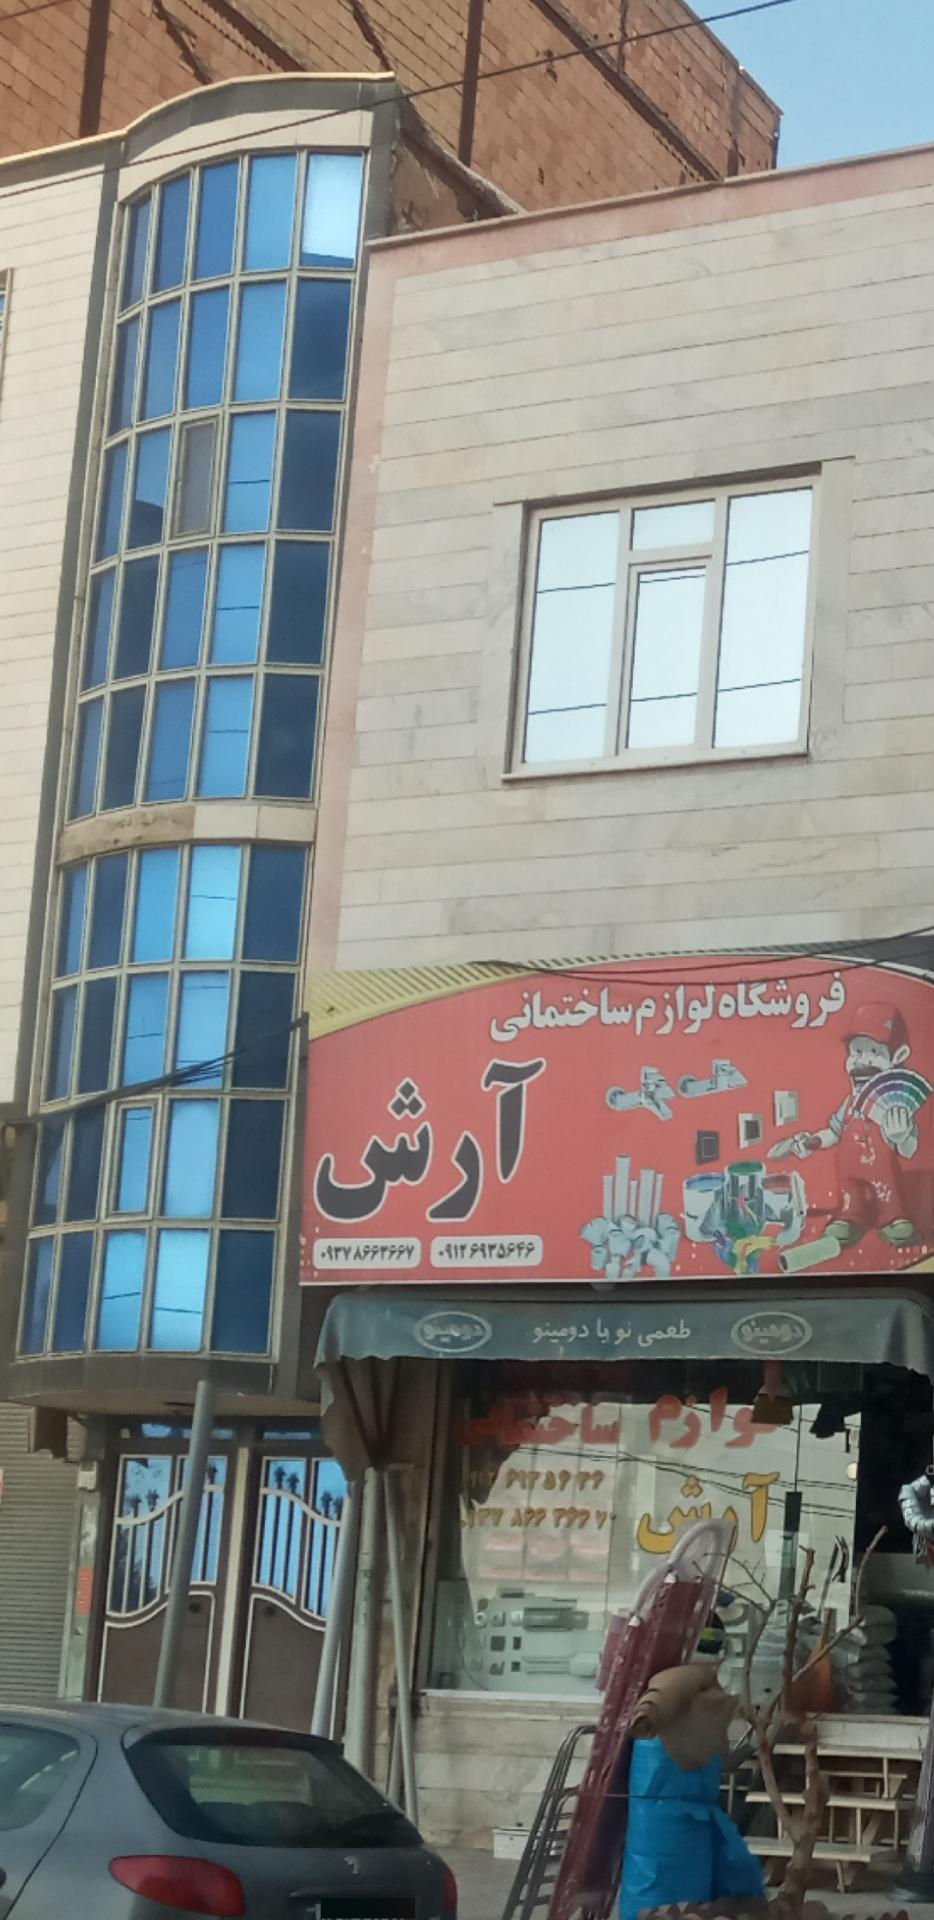 فروشگاه لوازم ساختمانی
آرش
۰۹۳۷۸۶۶۳۶۶۷ ۰۹۱۲۶۹۳۵۶۴۶
دومینو طعمی نو با دومینو دومینو
لوازم ساختمانی
آرش